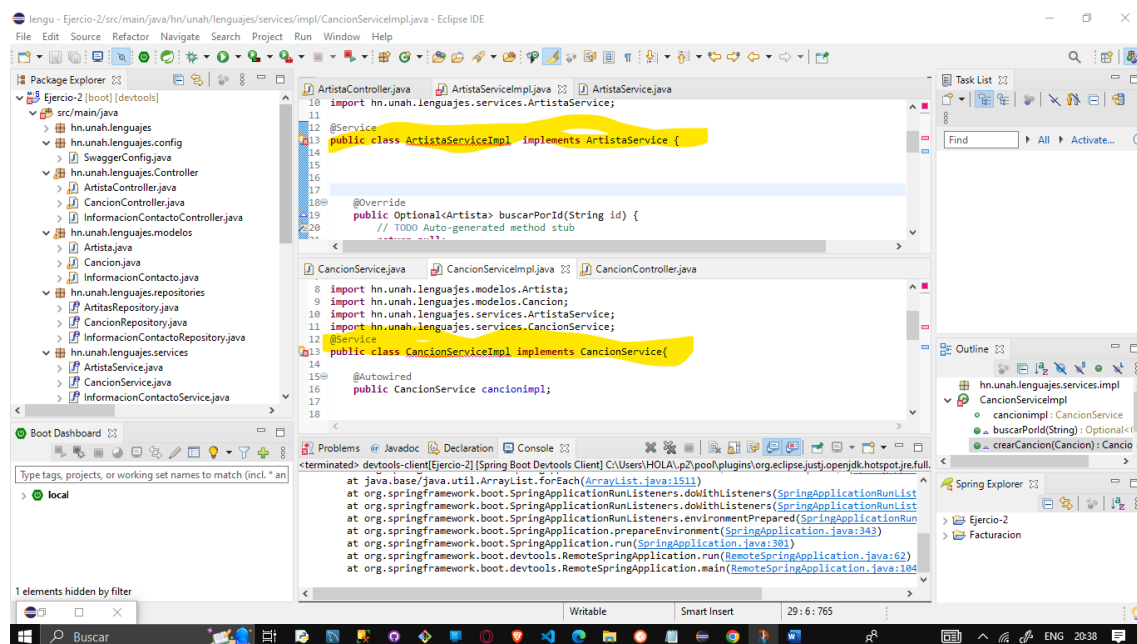 lengu - Ejercio-2/src/main/java/hn/unah/lenguajes/services/impl/CancionServiceImpl.java - Eclipse IDE
File Edit Source Refactor Navigate Search Project Run Window Help
Package Explorer
Ejercio-2 [boot] [devtools]
src/main/java
hn.unah.lenguajes
hn.unah.lenguajes.config
SwaggerConfig.java
hn.unah.lenguajes.Controller
ArtistaController.java
CancionController.java
InformacionContactoController.java
hn.unah.lenguajes.modelos
Artista.java
Cancion.java
InformacionContacto.java
hn.unah.lenguajes.repositories
ArtitasRepository.java
CancionRepository.java
InformacionContactoRepository.java
hn.unah.lenguajes.services
ArtistaService.java
CancionService.java
InformacionContactoService.java
Boot Dashboard
Type tags, projects, or working set names to match (incl. * an
local
1 elements hidden by filter
ArtistaController.java ArtistaServiceImpl.java ArtistaService.java
10 import hn.unah.lenguajes.services.ArtistaService;
11
12 @Service
13 public class ArtistaServiceImpl implements ArtistaService {
14
15
16
17
18 @Override
19 public Optional<Artista> buscarPorId(String id) {
20 // TODO Auto-generated method stub
CancionService.java CancionServiceImpl.java CancionController.java
8 import hn.unah.lenguajes.modelos.Artista;
9 import hn.unah.lenguajes.modelos.Cancion;
10 import hn.unah.lenguajes.services.ArtistaService;
11 import hn.unah.lenguajes.services.CancionService;
12 @Service
13 public class CancionServiceImpl implements CancionService{
14
15 @Autowired
16 public CancionService cancionimpl;
17
18
Problems Javadoc Declaration Console
<terminated> devtools-client[Ejercio-2] [Spring Boot Devtools Client] C:\Users\HOLA\.p2\pool\plugins\org.eclipse.justj.openjdk.hotspot.jre.full.
at java.base/java.util.ArrayList.forEach(ArrayList.java:1511)
at org.springframework.boot.SpringApplicationRunListeners.doWithListeners(SpringApplicationRunList
at org.springframework.boot.SpringApplicationRunListeners.doWithListeners(SpringApplicationRunList
at org.springframework.boot.SpringApplicationRunListeners.environmentPrepared(SpringApplicationRun
at org.springframework.boot.SpringApplication.prepareEnvironment(SpringApplication.java:343)
at org.springframework.boot.SpringApplication.run(SpringApplication.java:301)
at org.springframework.boot.devtools.RemoteSpringApplication.run(RemoteSpringApplication.java:62)
at org.springframework.boot.devtools.RemoteSpringApplication.main(RemoteSpringApplication.java:104
Task List
Find All Activate...
Outline
hn.unah.lenguajes.services.impl
CancionServiceImpl
cancionimpl : CancionService
buscarPorId(String) : Optional<
crearCancion(Cancion) : Cancio
Spring Explorer
Ejercio-2
Facturacion
Writable Smart Insert 29 : 6 : 765
Buscar
ENG 20:38